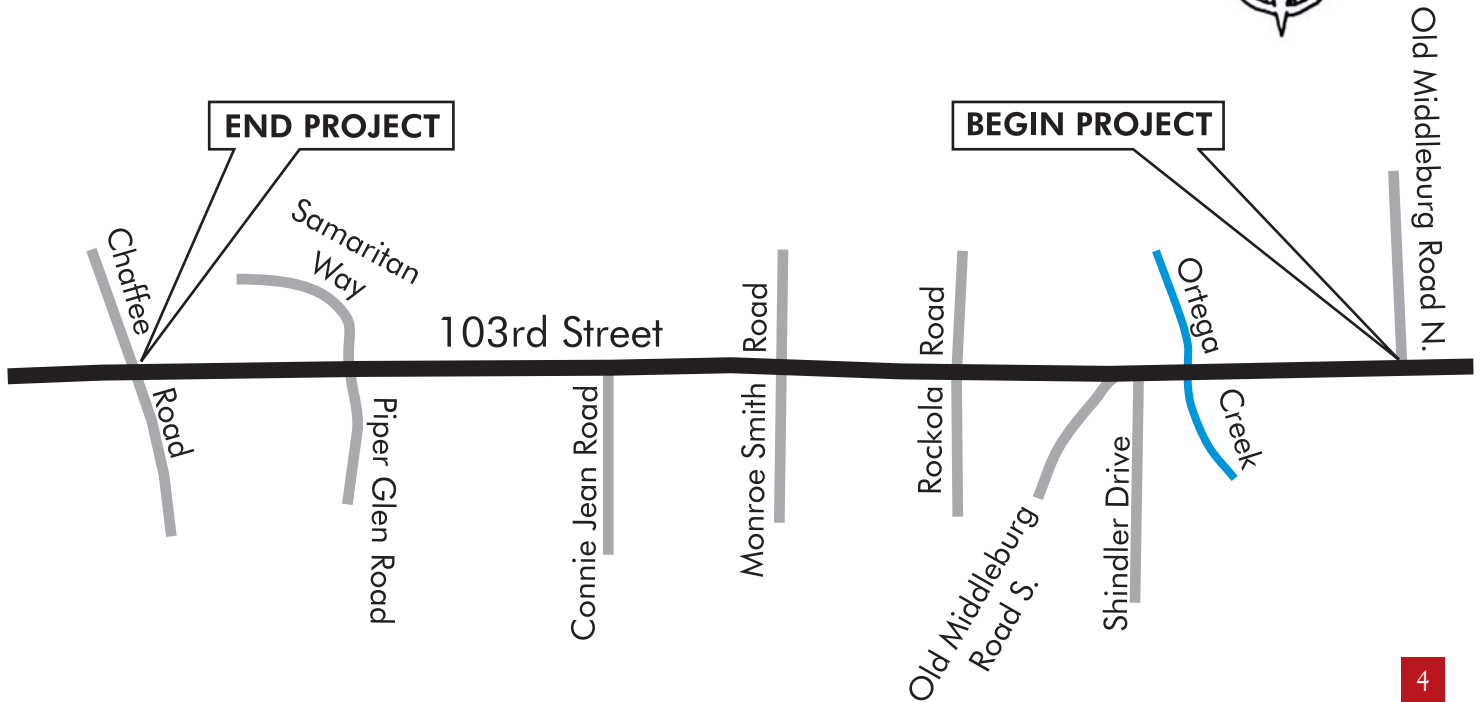 Old Middleburg Road N.
END PROJECT
BEGIN PROJECT
Samaritan
Way
Chaffee
Road
103rd Street
Piper Glen Road
Connie Jean Road
Monroe Smith Road
Rockola Road
Old Middleburg
Road S.
Shindler Drive
Ortega
Creek
4